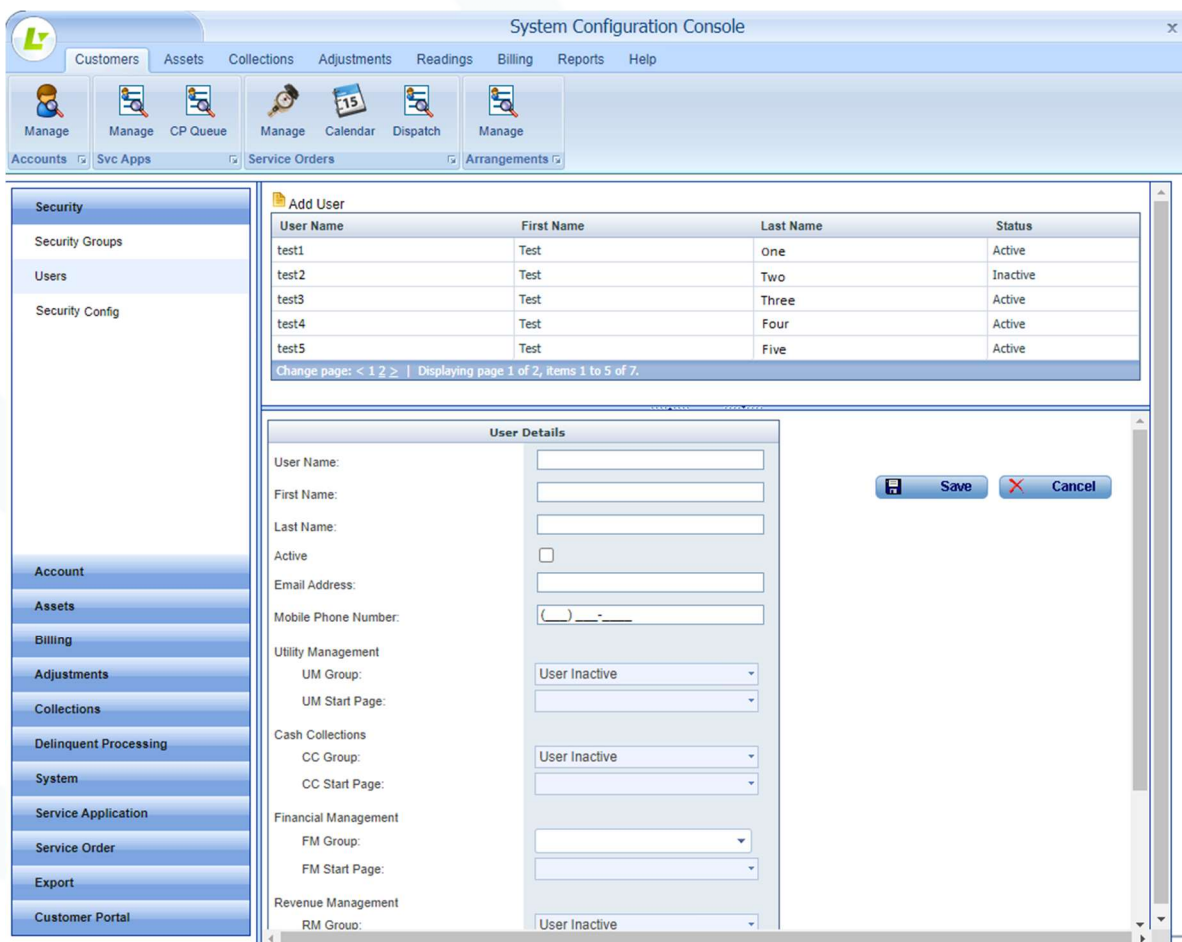 System Configuration Console
x
Customers Assets Collections Adjustments Readings Billing Reports Help
15
Manage Manage CP Queue Manage Calendar Dispatch Manage
Accounts Svc Apps Service Orders Arrangements
Security
Security Groups
Users
Security Config
Account
Assets
Billing
Adjustments
Collections
Delinquent Processing
System
Service Application
Service Order
Export
Customer Portal
Add User
User Name First Name Last Name Status
test1 Test One Active
test2 Test Two Inactive
test3 Test Three Active
test4 Test Four Active
test5 Test Five Active
Change page: < 1 2 > | Displaying page 1 of 2, items 1 to 5 of 7.
User Details
User Name:
First Name:
Last Name:
Active
Email Address:
Mobile Phone Number: (___) ___-____
Utility Management
UM Group: User Inactive
UM Start Page:
Cash Collections
CC Group: User Inactive
CC Start Page:
Financial Management
FM Group:
FM Start Page:
Revenue Management
RM Group: User Inactive
Save Cancel